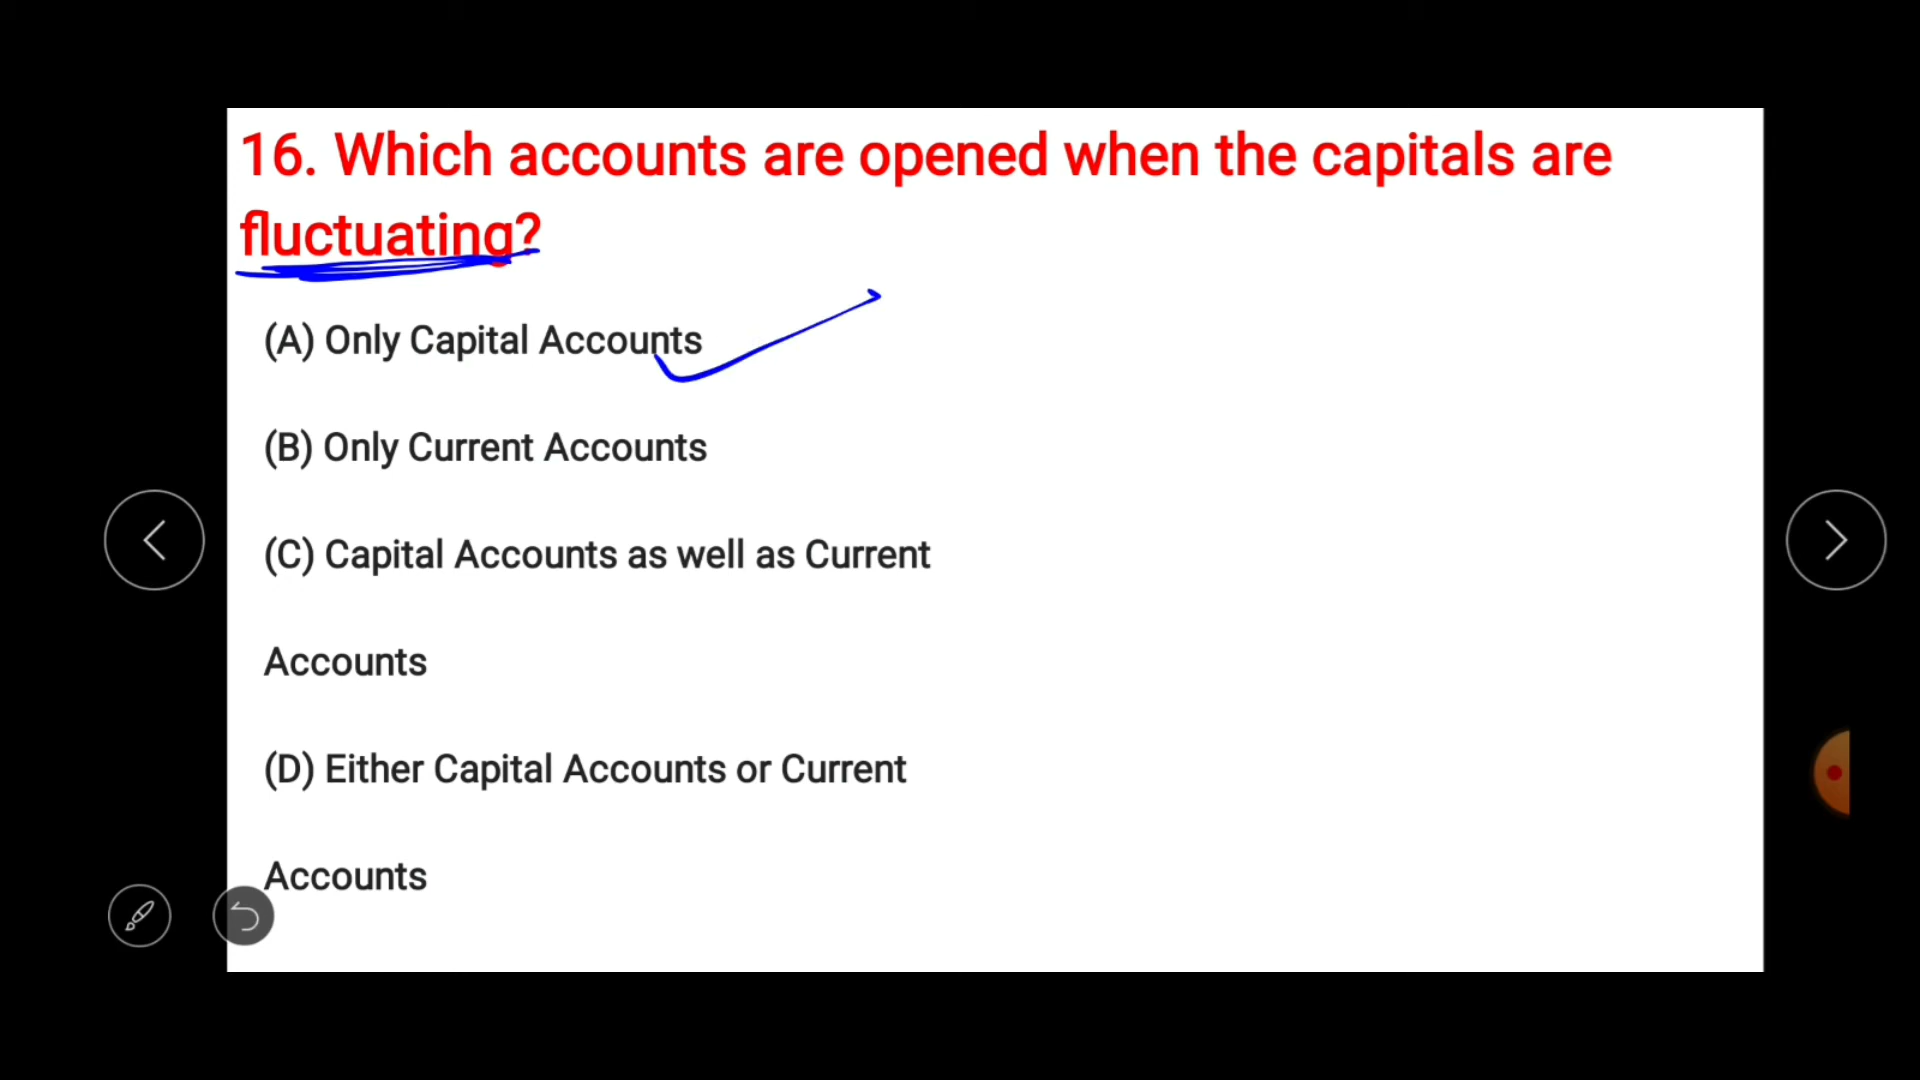 16. Which accounts are opened when the capitals are
fluctuating?
(A) Only Capital Accounts
(B) Only Current Accounts
(C) Capital Accounts as well as Current
Accounts
(D) Either Capital Accounts or Current
Accounts